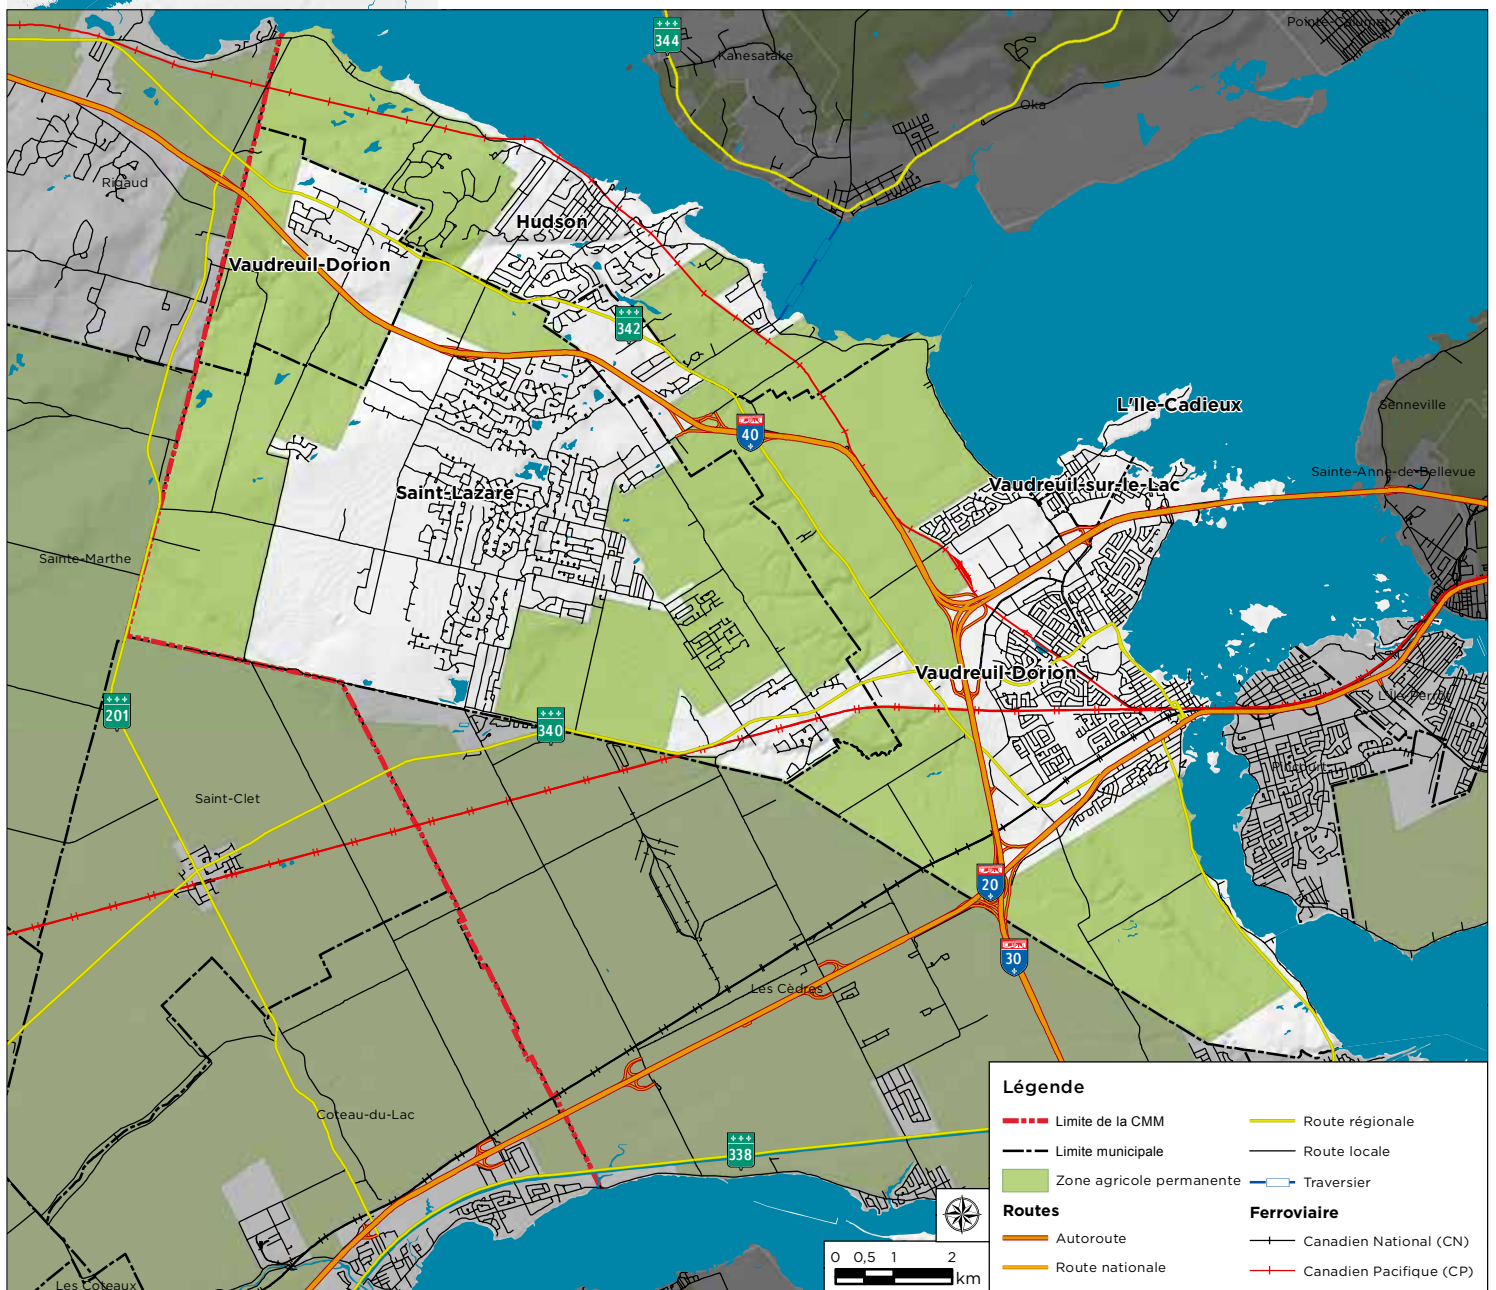 344
Kanesatake
Pointe-Calumet
Oka
Rigaud
Hudson
Vaudreuil-Dorion
342
L'Ile-Cadieux
Senneville
40
Sainte-Anne-de-Bellevue
Saint-Lazare
Vaudreuil-sur-le-Lac
Sainte-Marthe
Vaudreuil-Dorion
201
340
L'Île-Perrot
Pincourt
Saint-Clet
20
30
Les Cèdres
Coteau-du-Lac
338
Les Coteaux
0 0,5 1 2
km
Légende
Limite de la CMM
Limite municipale
Zone agricole permanente
Routes
Autoroute
Route nationale
Route régionale
Route locale
Traversier
Ferroviaire
Canadien National (CN)
Canadien Pacifique (CP)